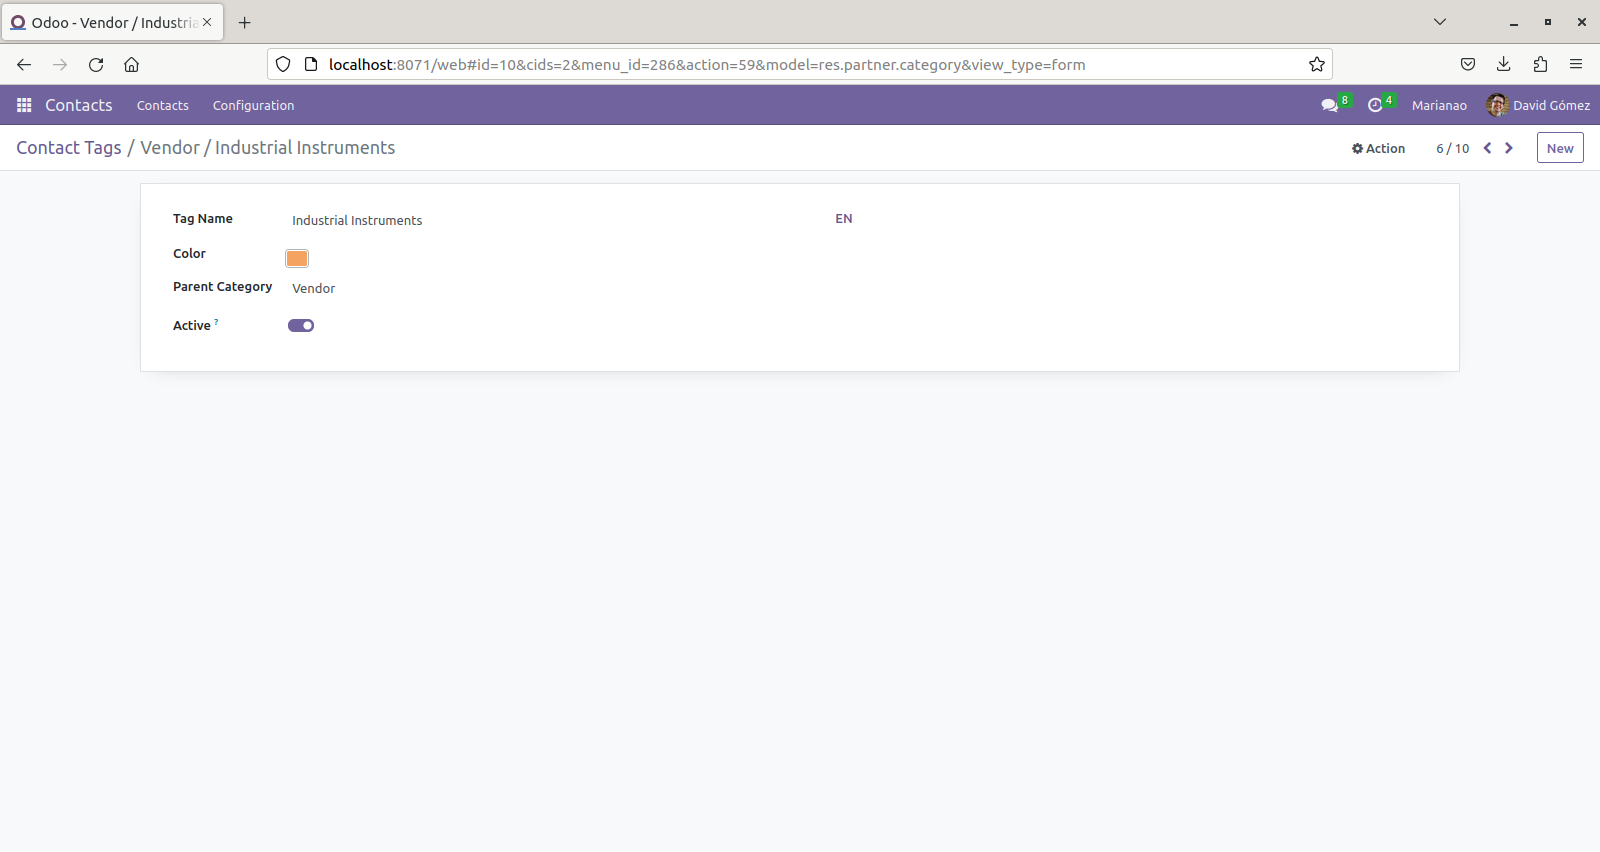 Odoo - Vendor / Industria
localhost:8071/web#id=10&cids=2&menu_id=286&action=59&model=res.partner.category&view_type=form
Contacts Contacts Configuration 8 4 Marianao David Gómez
Contact Tags / Vendor / Industrial Instruments Action 6 / 10 New
Tag Name Industrial Instruments EN
Color
Parent Category Vendor
Active ?